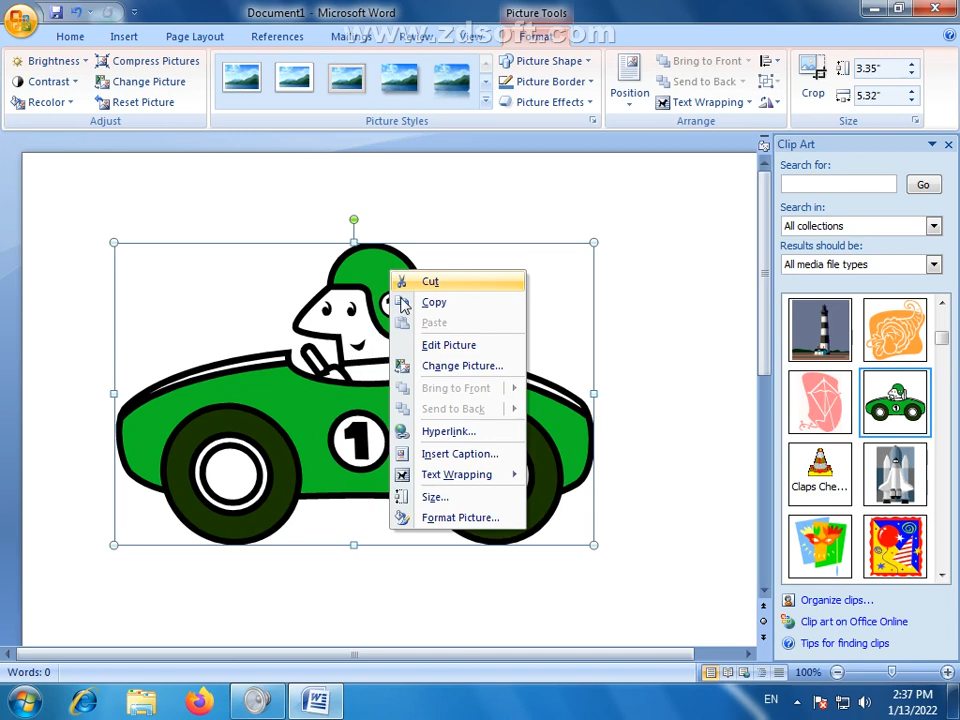 Document1 - Microsoft Word
Picture Tools
www.zdsoft.com
Home Insert Page Layout References Mailings Review View Format
Brightness Compress Pictures
Contrast Change Picture
Recolor Reset Picture
Adjust
Picture Shape
Picture Border
Picture Effects
Picture Styles
Position
Bring to Front
Send to Back
Text Wrapping
Arrange
Crop
3.35"
5.32"
Size
Clip Art
Search for:
Go
Search in:
All collections
Results should be:
All media file types
Claps Che...
Organize clips...
Clip art on Office Online
Tips for finding clips
Cut
Copy
Paste
Edit Picture
Change Picture...
Bring to Front
Send to Back
Hyperlink...
Insert Caption...
Text Wrapping
Size...
Format Picture...
1
Words: 0
100%
EN
2:37 PM
1/13/2022